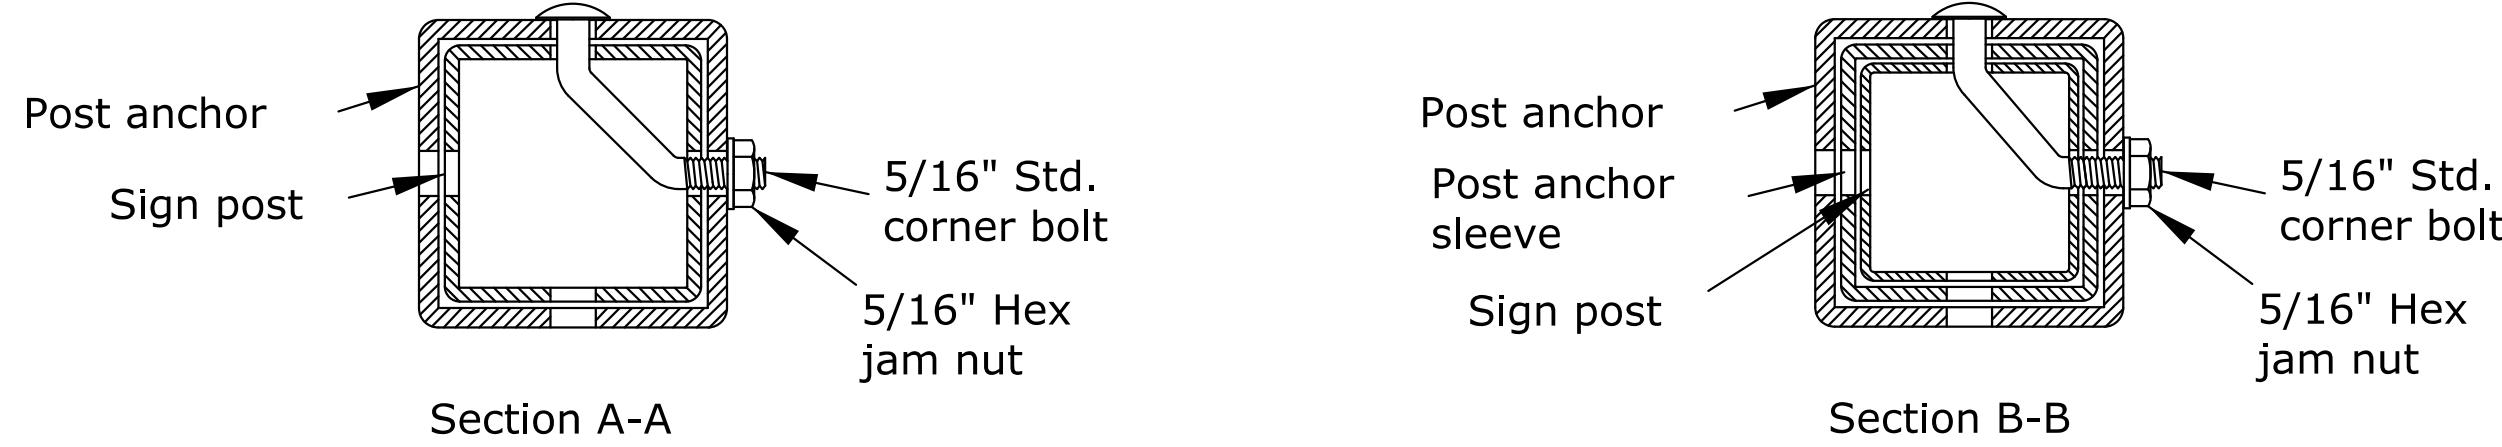 Post anchor
Sign post
5/16" Std.
corner bolt
5/16" Hex
jam nut
Section A-A
Post anchor
Post anchor
sleeve
Sign post
5/16" Std.
corner bolt
5/16" Hex
jam nut
Section B-B